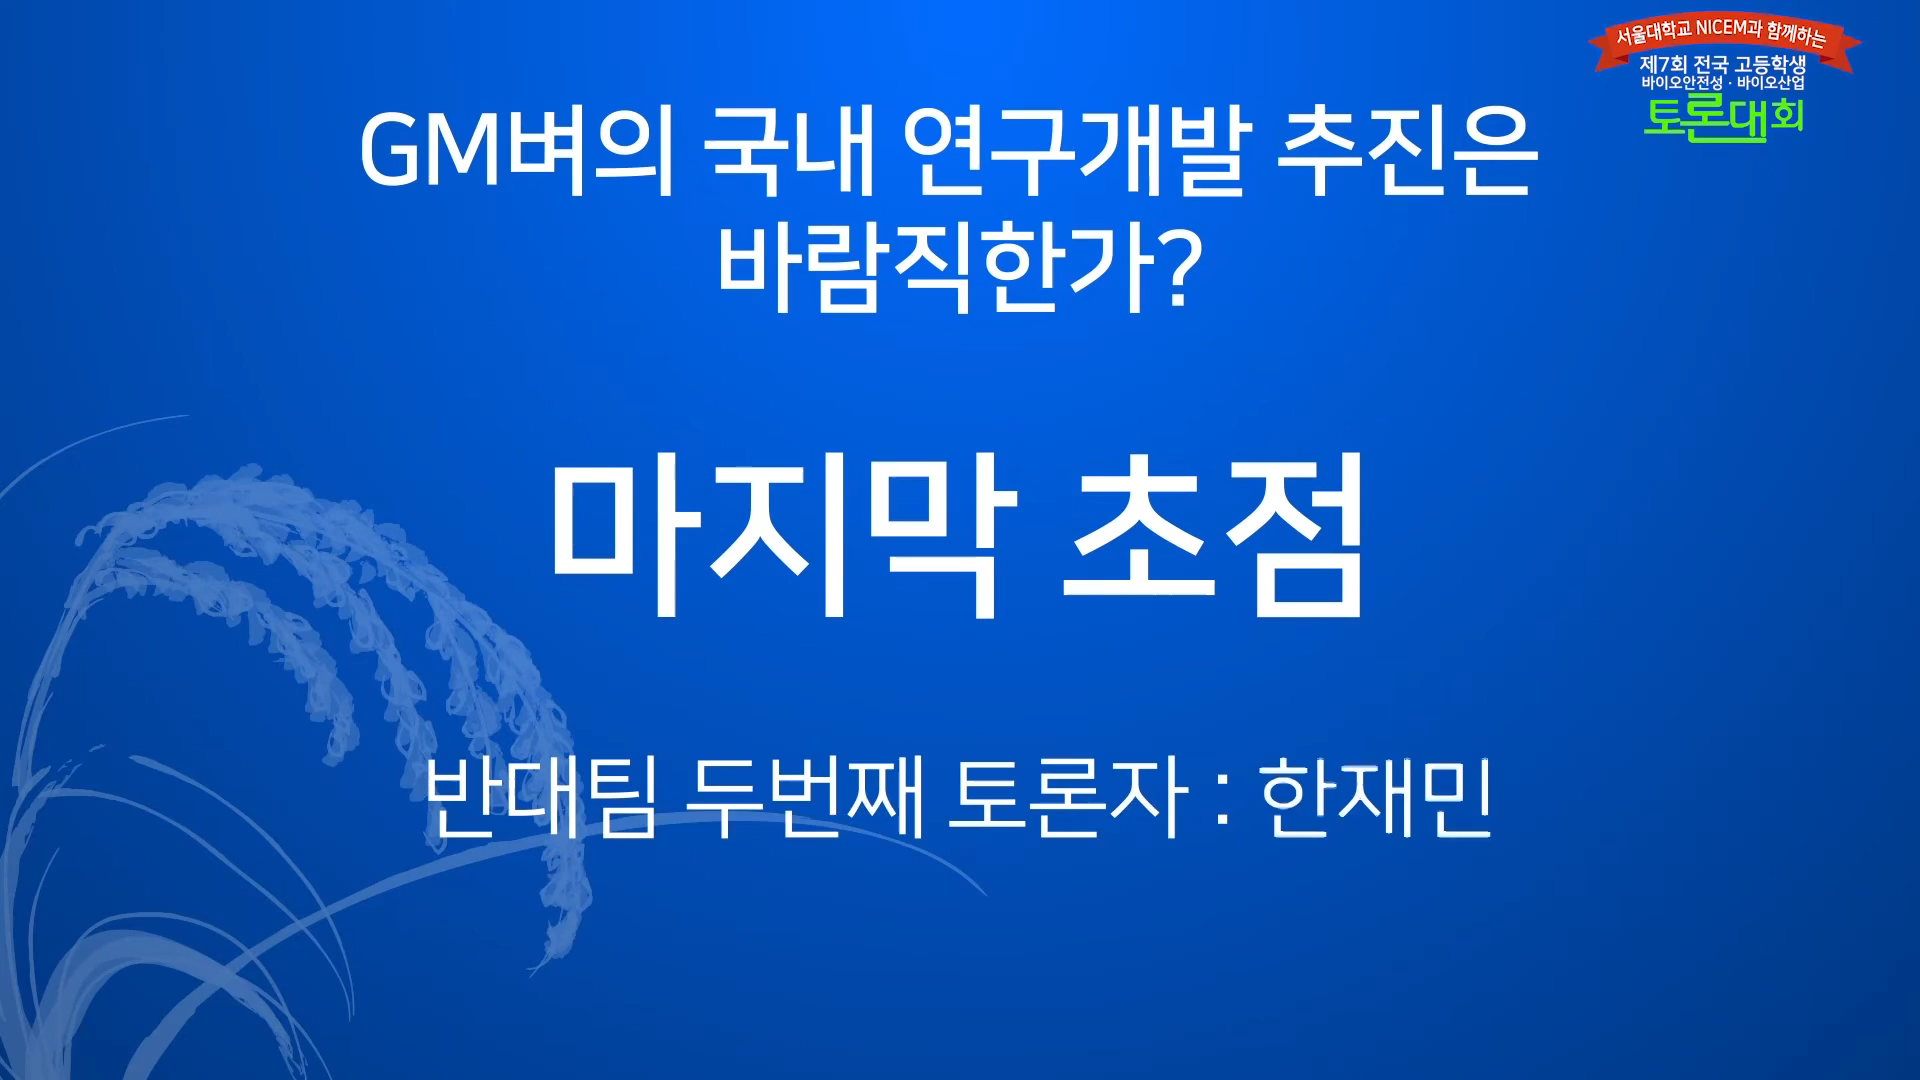 서울대학교 NICEM과 함께하는
제7회 전국 고등학생
바이오안전성 · 바이오산업
토론대회
GM벼의 국내 연구개발 추진은
바람직한가?
마지막 초점
반대팀 두번째 토론자 : 한재민